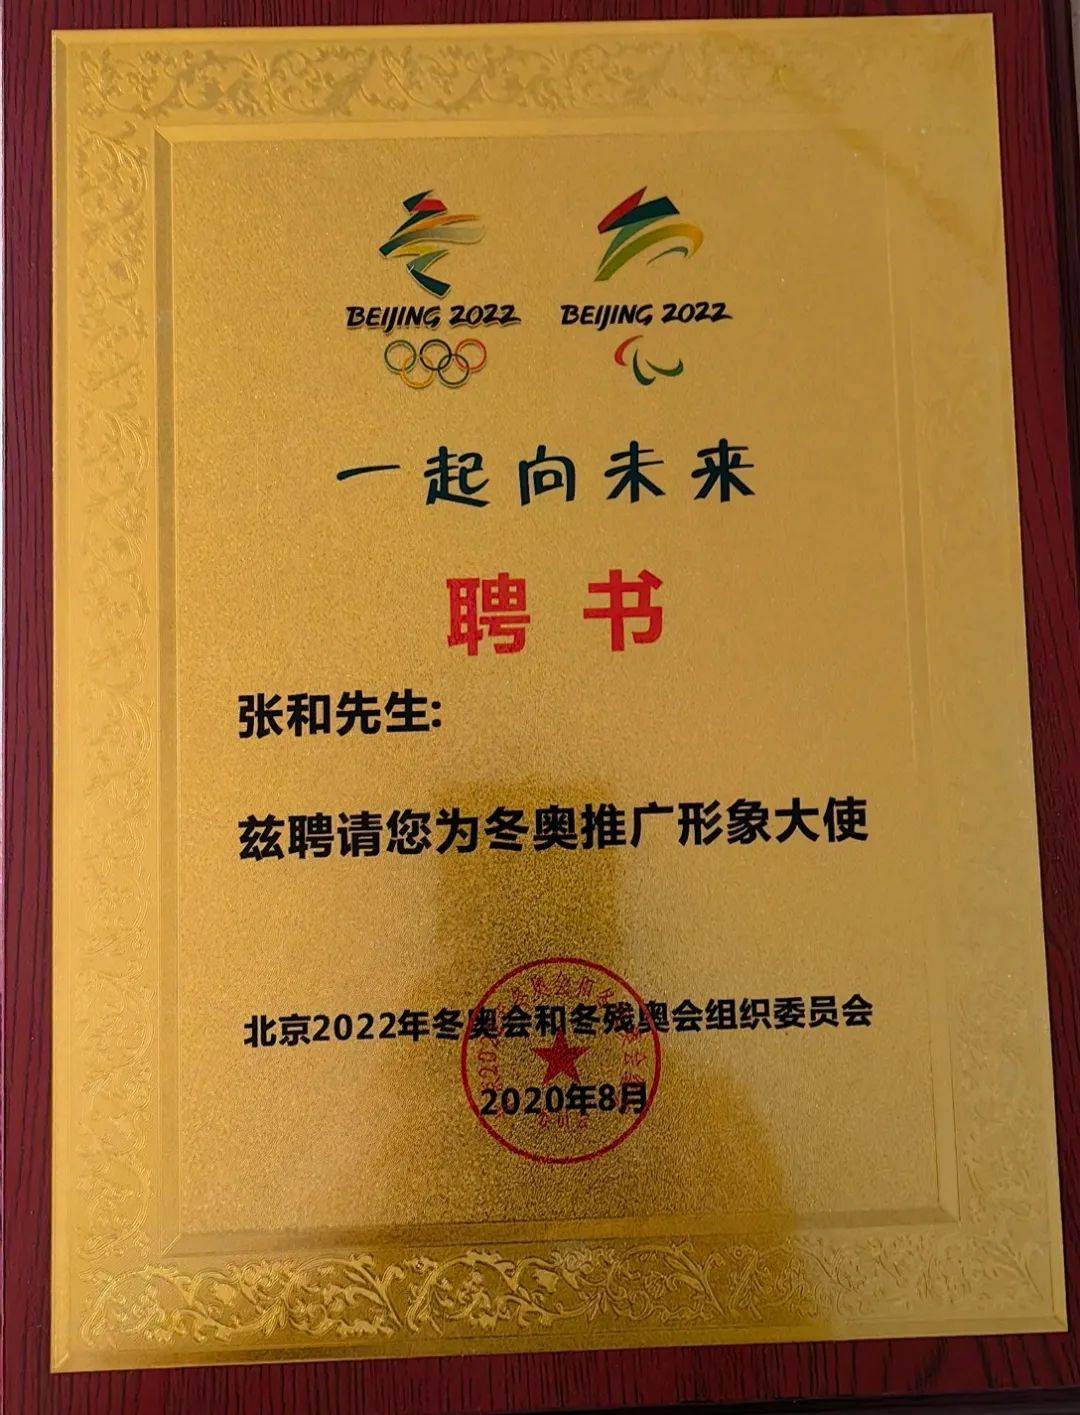 BEIJING 2022 BEIJING 2022
一起向未来
聘书
张和先生:
兹聘请您为冬奥推广形象大使
北京2022年冬奥会和冬残奥会组织委员会
2020年8月